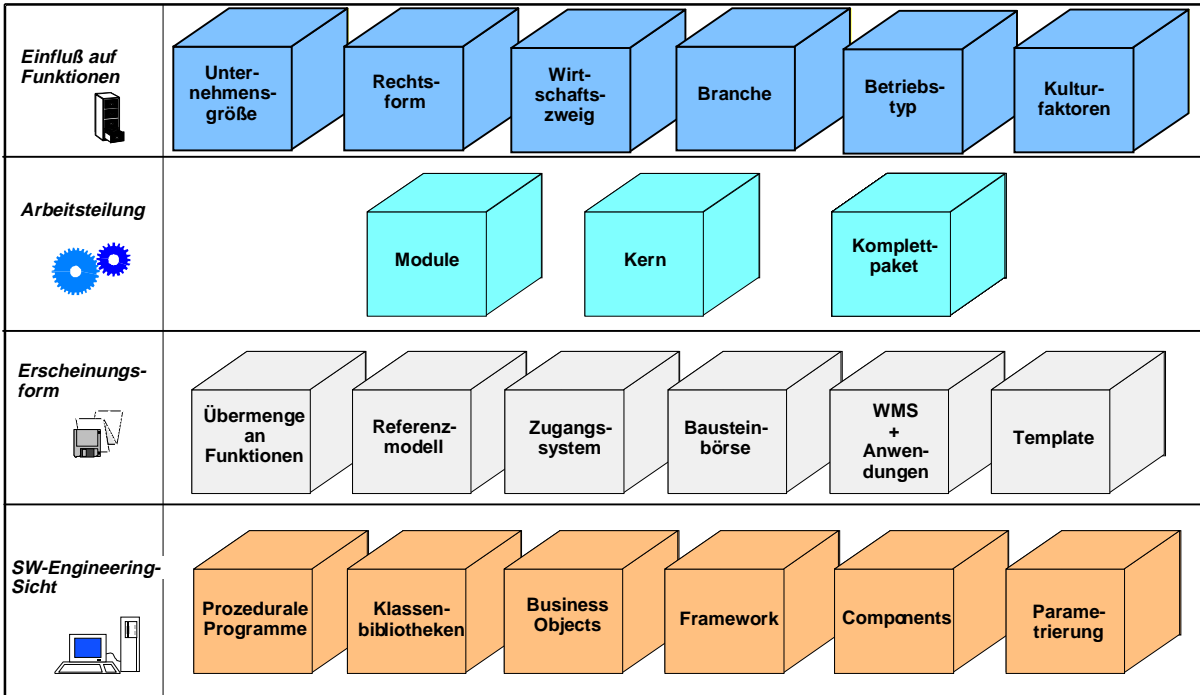 Einfluß auf
Funktionen
Unter-
nehmens-
größe
Rechts-
form
Wirt-
schafts-
zweig
Branche
Betriebs-
typ
Kultur-
faktoren
Arbeitsteilung
Module
Kern
Komplett-
paket
Erscheinungs-
form
Übermenge
an
Funktionen
Referenz-
modell
Zugangs-
system
Baustein-
börse
WMS
+
Anwen-
dungen
Template
SW-Engineering-
Sicht
Prozedurale
Programme
Klassen-
bibliotheken
Business
Objects
Framework
Components
Parame-
trierung